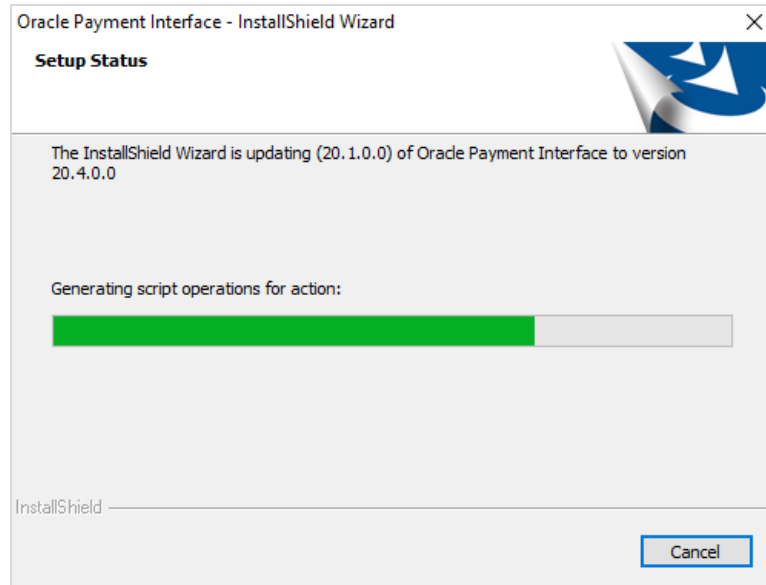 Oracle Payment Interface - InstallShield Wizard
Setup Status
The InstallShield Wizard is updating (20.1.0.0) of Oracle Payment Interface to version
20.4.0.0
Generating script operations for action:
InstallShield
Cancel